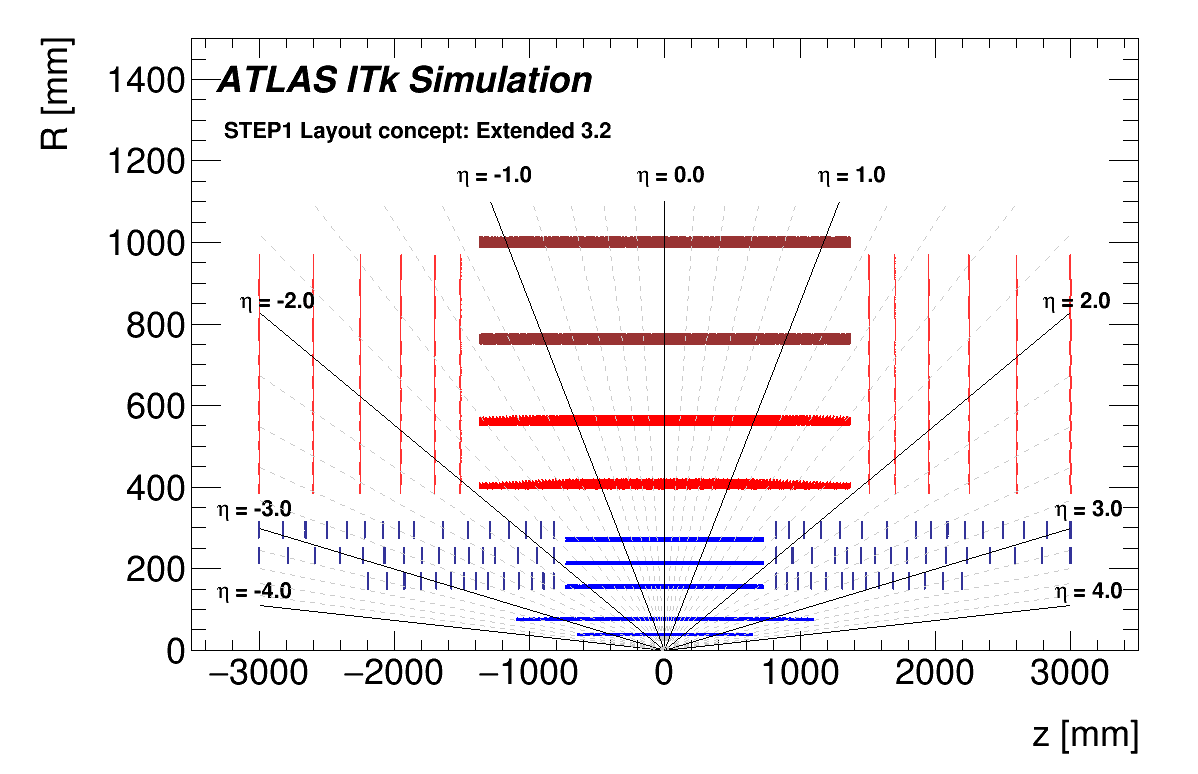 R [mm]
1400
ATLAS ITk Simulation
STEP1 Layout concept: Extended 3.2
1200
η = -1.0
η = 0.0
η = 1.0
1000
800
η = -2.0
η = 2.0
600
400
η = -3.0
η = 3.0
200
η = -4.0
η = 4.0
0
−3000 −2000 −1000 0 1000 2000 3000
z [mm]